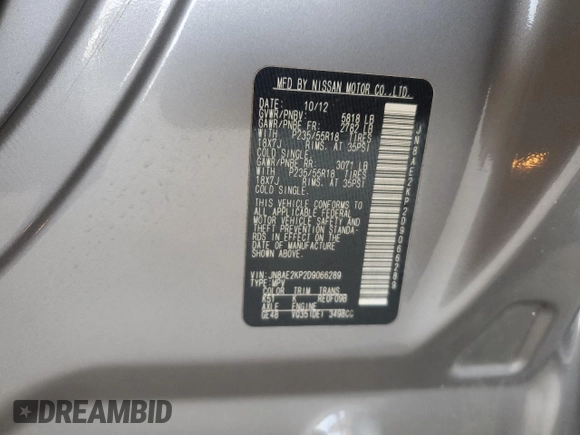 MFD BY NISSAN MOTOR CO.,LTD.
DATE: 10/12
GVWR/PNBV: 5818 LB
GAWR/PNBE FR: 2782 LB
WITH P235/55R18 TIRES
18X7J RIMS. AT 35PSI
COLD SINGLE.
GAWR/PNBE RR: 3071 LB
WITH P235/55R18 TIRES
18X7J RIMS. AT 35PSI
COLD SINGLE.
THIS VEHICLE CONFORMS TO
ALL APPLICABLE FEDERAL
MOTOR VEHICLE SAFETY AND
THEFT PREVENTION STANDA-
RDS IN EFFECT ON THE
DATE OF MANUFACTURE
SHOWN ABOVE.
VIN: JN8AE2KP2D9066289
TYPE: MPV
COLOR TRIM TRANS
K51 K RE0F09B
AXLE ENGINE
GE48 VQ35(DE) 3498CC
JN8AE2KP2D9066289
DREAMBID